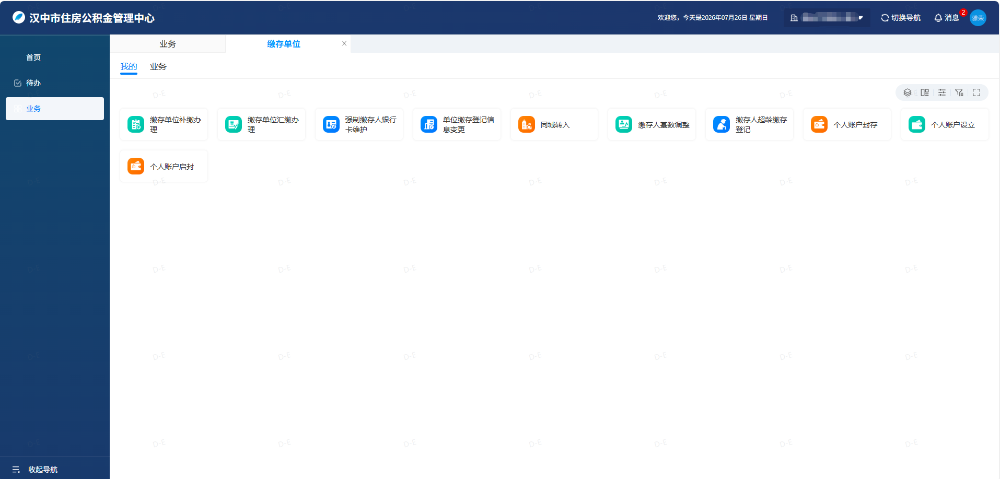 汉中市住房公积金管理中心
欢迎您，今天是2026年07月26日 星期日
切换导航
消息
2
雅荣
首页
待办
业务
收起导航
业务
缴存单位
我的
业务
缴存单位补缴办
理
缴存单位汇缴办
理
强制缴存人银行
卡维护
单位缴存登记信
息变更
同城转入
缴存人基数调整
缴存人超龄缴存
登记
个人账户封存
个人账户设立
个人账户启封
D-E